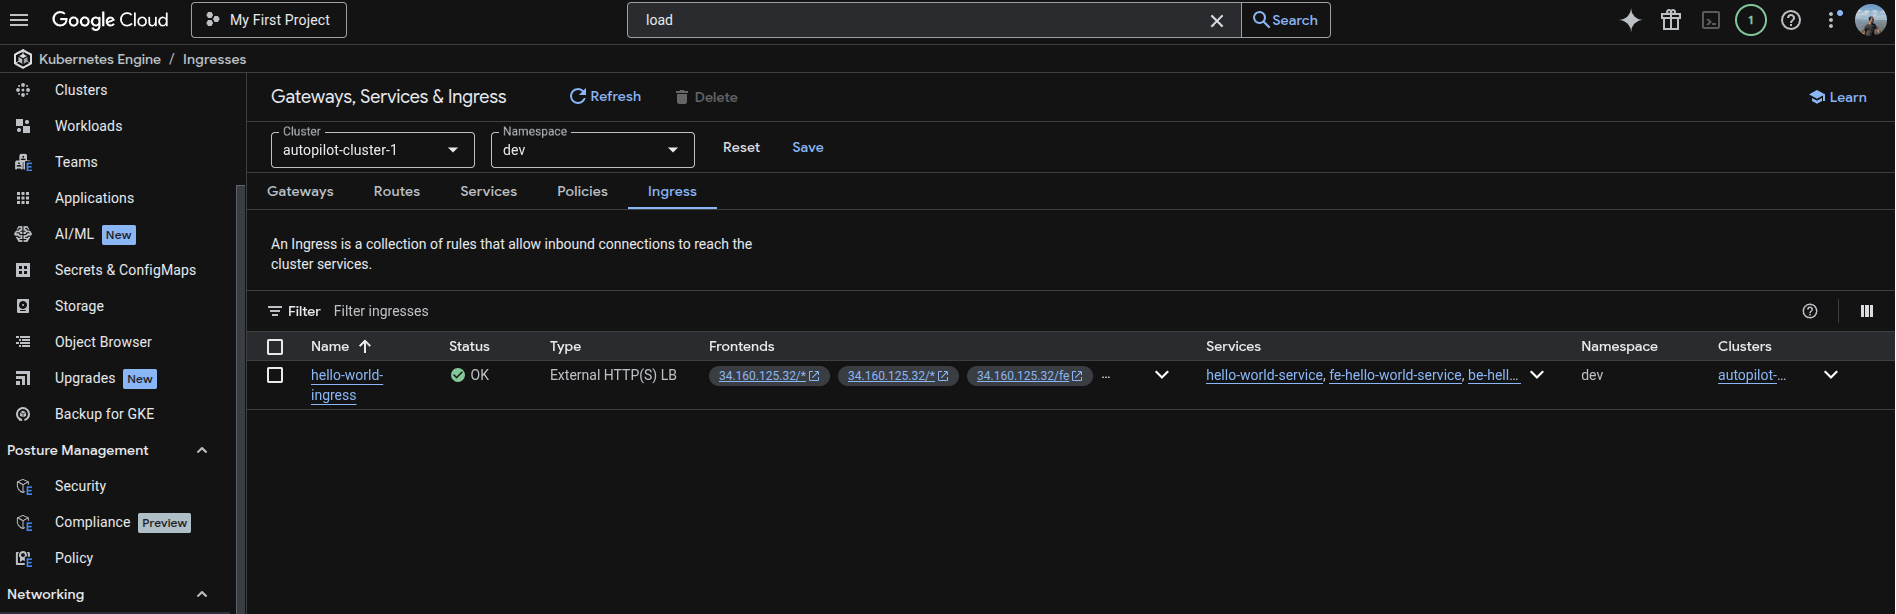 Google Cloud
My First Project
load
Search
1
Kubernetes Engine / Ingresses
Clusters
Workloads
Teams
Applications
AI/ML New
Secrets & ConfigMaps
Storage
Object Browser
Upgrades New
Backup for GKE
Posture Management
Security
Compliance Preview
Policy
Networking
Gateways, Services & Ingress
Refresh
Delete
Learn
Cluster
autopilot-cluster-1
Namespace
dev
Reset
Save
Gateways Routes Services Policies Ingress
An Ingress is a collection of rules that allow inbound connections to reach the
cluster services.
Filter Filter ingresses
Name Status Type Frontends Services Namespace Clusters
hello-world-
ingress
OK
External HTTP(S) LB
34.160.125.32/* 34.160.125.32/* 34.160.125.32/fe ...
hello-world-service, fe-hello-world-service, be-hell...
dev
autopilot-...